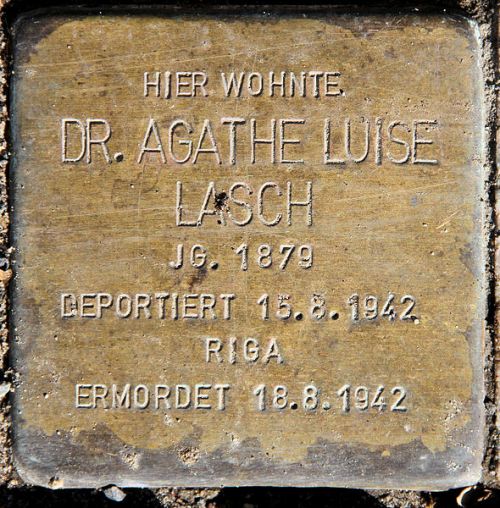 HIER WOHNTE
DR. AGATHE LUISE
LASCH
JG. 1879
DEPORTIERT 15.8.1942
RIGA
ERMORDET 18.8.1942